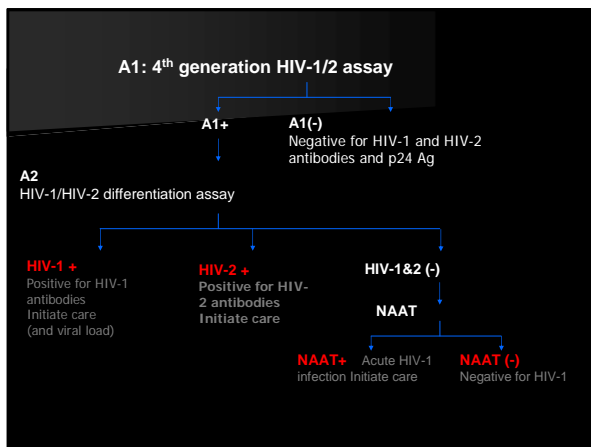 A1: 4th generation HIV-1/2 assay
A1+
A1(-)
Negative for HIV-1 and HIV-2
antibodies and p24 Ag
A2
HIV-1/HIV-2 differentiation assay
HIV-1 +
Positive for HIV-1
antibodies
Initiate care
(and viral load)
HIV-2 +
Positive for HIV-
2 antibodies
Initiate care
HIV-1&2 (-)
NAAT
NAAT+ Acute HIV-1
infection Initiate care
NAAT (-)
Negative for HIV-1